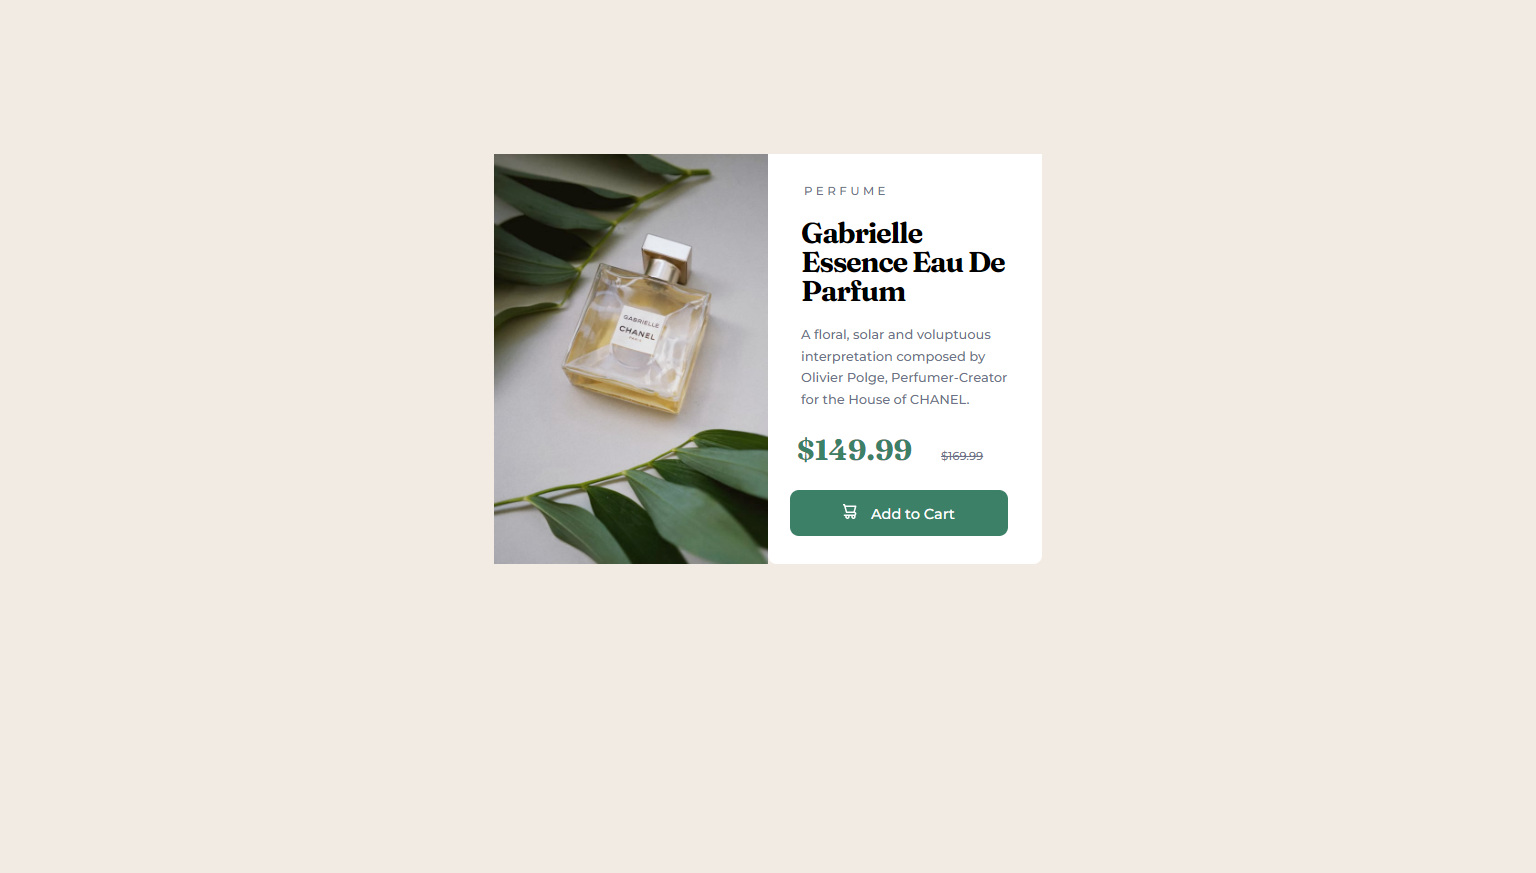 GABRIELLE
CHANEL
PERFUME
Gabrielle
Essence Eau De
Parfum
A floral, solar and voluptuous
interpretation composed by
Olivier Polge, Perfumer-Creator
for the House of CHANEL.
$149.99 $169.99
Add to Cart